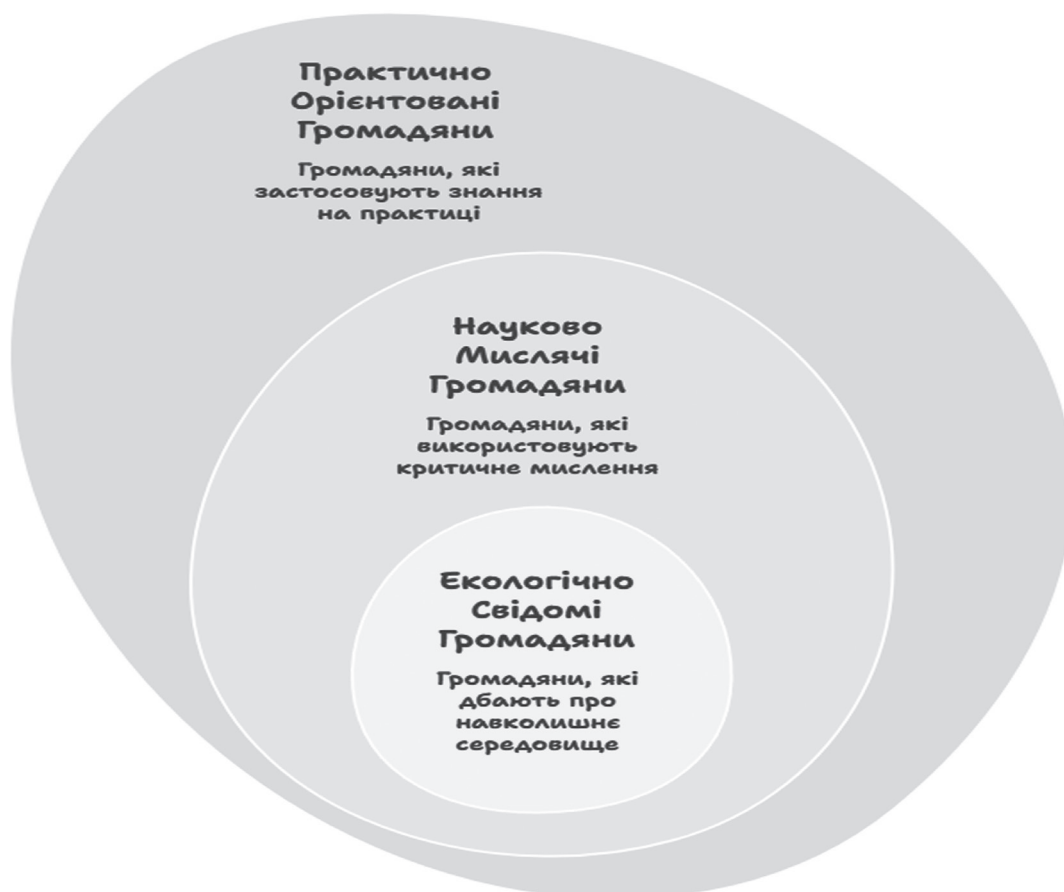 Практично
Орієнтовані
Громадяни
Громадяни, які
застосовують знання
на практиці
Науково
Мислячі
Громадяни
Громадяни, які
використовують
критичне мислення
Екологічно
Свідомі
Громадяни
Громадяни, які
дбають про
навколишнє
середовище